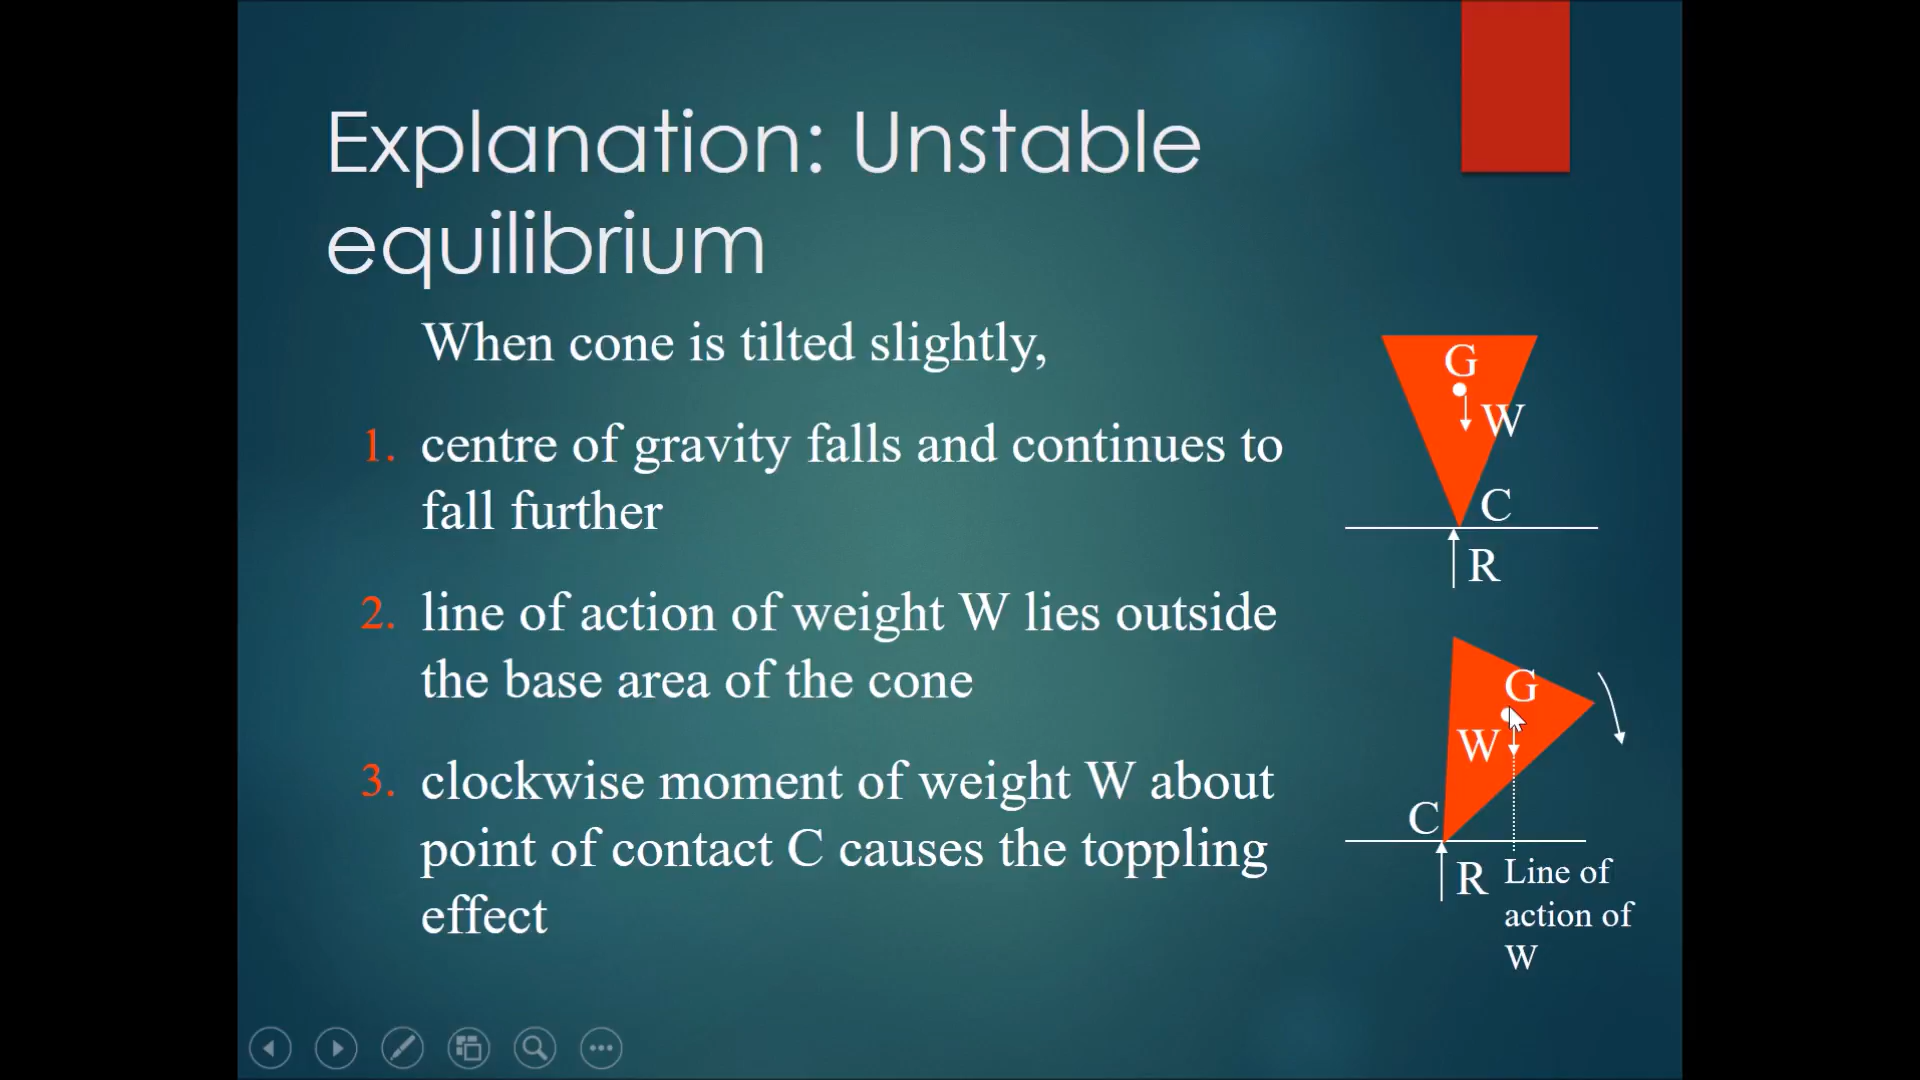 Explanation: Unstable
equilibrium
When cone is tilted slightly,
1. centre of gravity falls and continues to
fall further
2. line of action of weight W lies outside
the base area of the cone
3. clockwise moment of weight W about
point of contact C causes the toppling
effect
G
W
C
R
G
W
C
R
Line of
action of
W